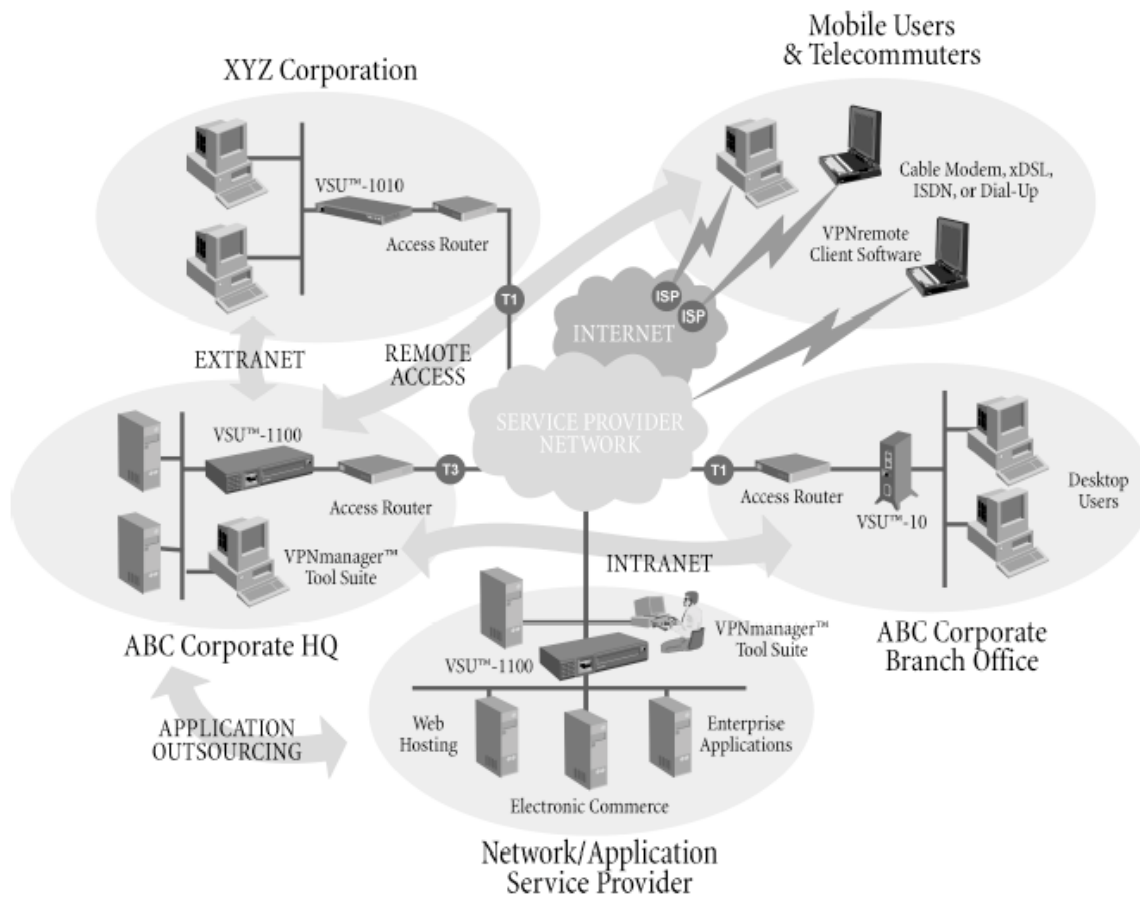 Mobile Users
& Telecommuters
XYZ Corporation
Cable Modem, xDSL,
ISDN, or Dial-Up
VSU™-1010
Access Router
VPNremote
Client Software
T1
ISP
ISP
INTERNET
EXTRANET
REMOTE
ACCESS
SERVICE PROVIDER
NETWORK
VSU™-1100
T3
Access Router
T1
Access Router
VSU™-10
Desktop
Users
VPNmanager™
Tool Suite
INTRANET
ABC Corporate HQ
ABC Corporate
Branch Office
VPNmanager™
Tool Suite
VSU™-1100
APPLICATION
OUTSOURCING
Web
Hosting
Enterprise
Applications
Electronic Commerce
Network/Application
Service Provider